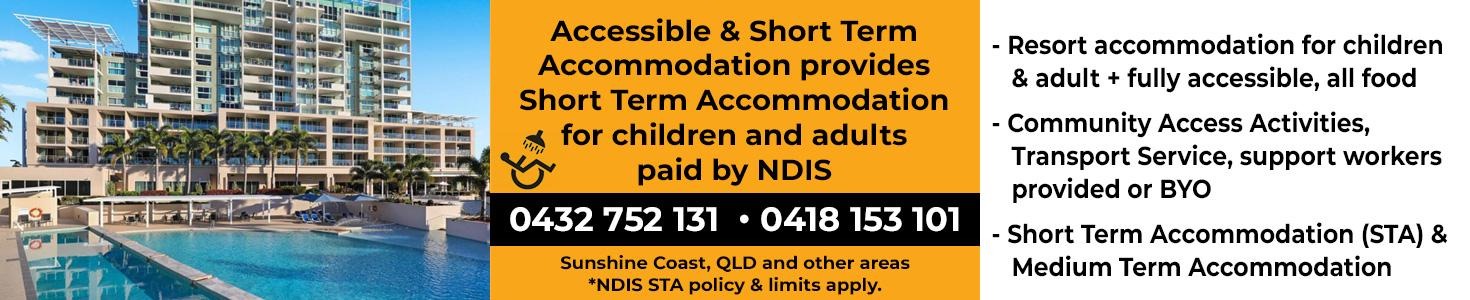 Accessible & Short Term
Accommodation provides
Short Term Accommodation
for children and adults
paid by NDIS
0432 752 131 • 0418 153 101
Sunshine Coast, QLD and other areas
*NDIS STA policy & limits apply.
- Resort accommodation for children
& adult + fully accessible, all food
- Community Access Activities,
Transport Service, support workers
provided or BYO
- Short Term Accommodation (STA) &
Medium Term Accommodation